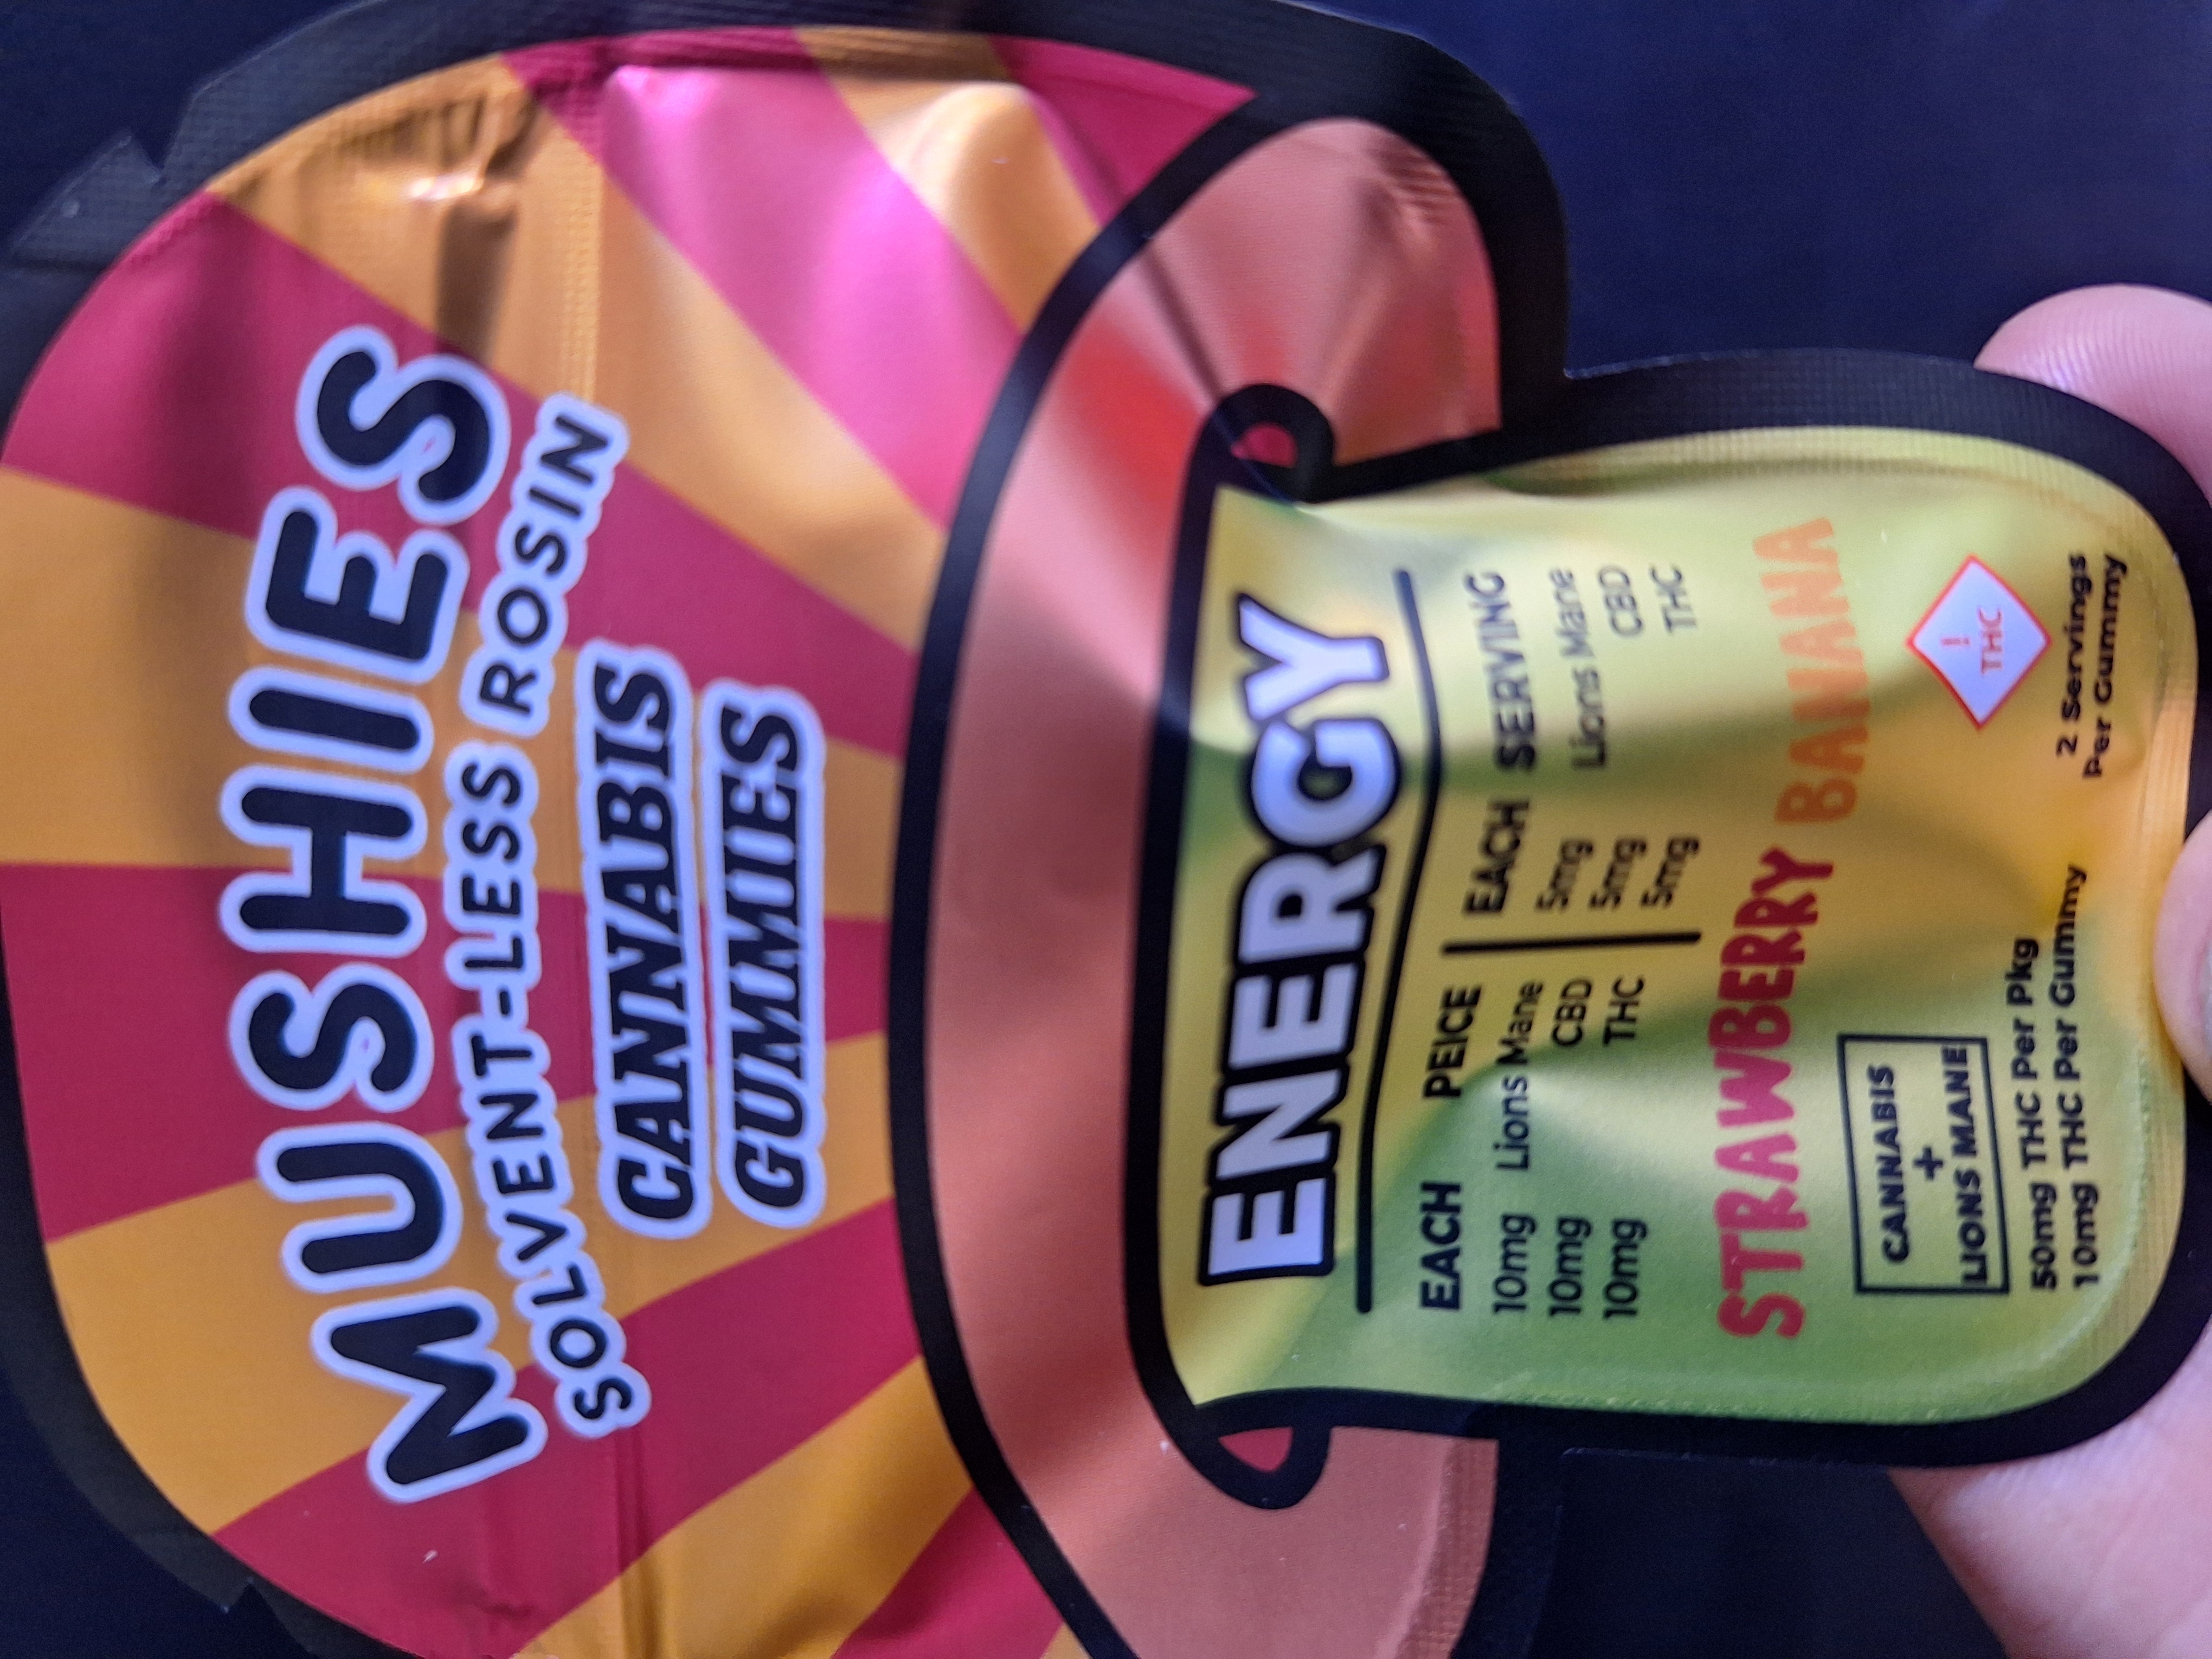 MUSHIES
SOLVENT-LESS ROSIN
CANNABIS
GUMMIES
ENERGY
EACH PEICE | EACH SERVING
10mg Lions Mane | 5mg Lions Mane
10mg CBD | 5mg CBD
10mg THC | 5mg THC
STRAWBERRY BANANA
CANNABIS
+
LIONS MANE
!
THC
50mg THC Per Pkg
10mg THC Per Gummy
2 Servings
Per Gummy